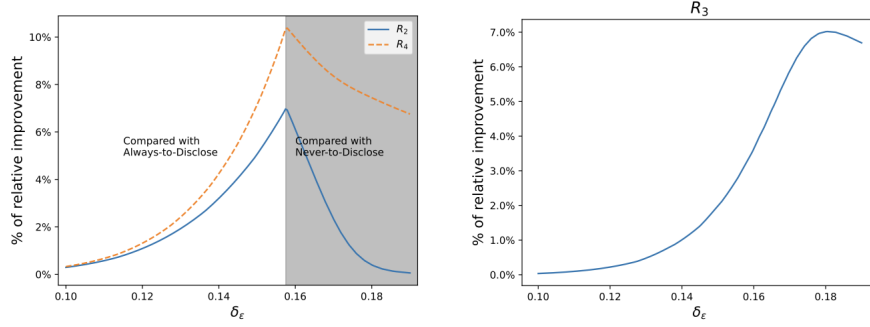 % of relative improvement
10%
8%
6%
4%
2%
0%
R₂
R₄
Compared with
Always-to-Disclose
Compared with
Never-to-Disclose
0.10
0.12
0.14
0.16
0.18
δ_ε
R₃
% of relative improvement
7.0%
6.0%
5.0%
4.0%
3.0%
2.0%
1.0%
0.0%
0.10
0.12
0.14
0.16
0.18
δ_ε